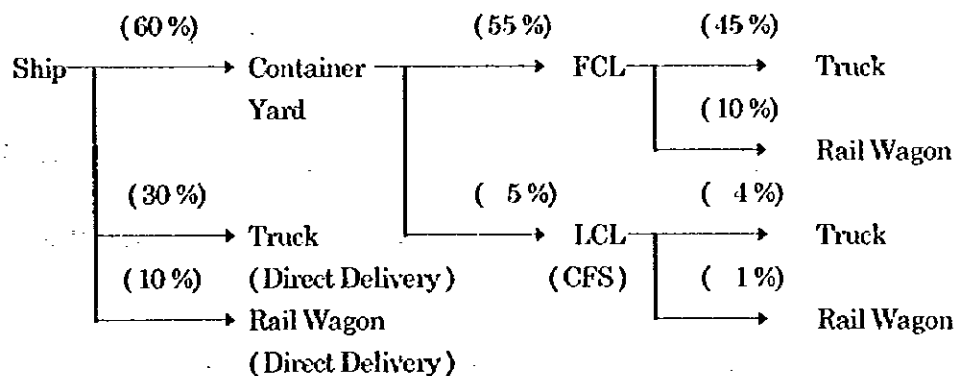 (60%) (55%) (45%)
Ship Container FCL Truck
Yard (10%)
Rail Wagon
(30%) ( 5%) ( 4%)
Truck LCL Truck
(10%) (Direct Delivery) (CFS) ( 1%)
Rail Wagon Rail Wagon
(Direct Delivery)